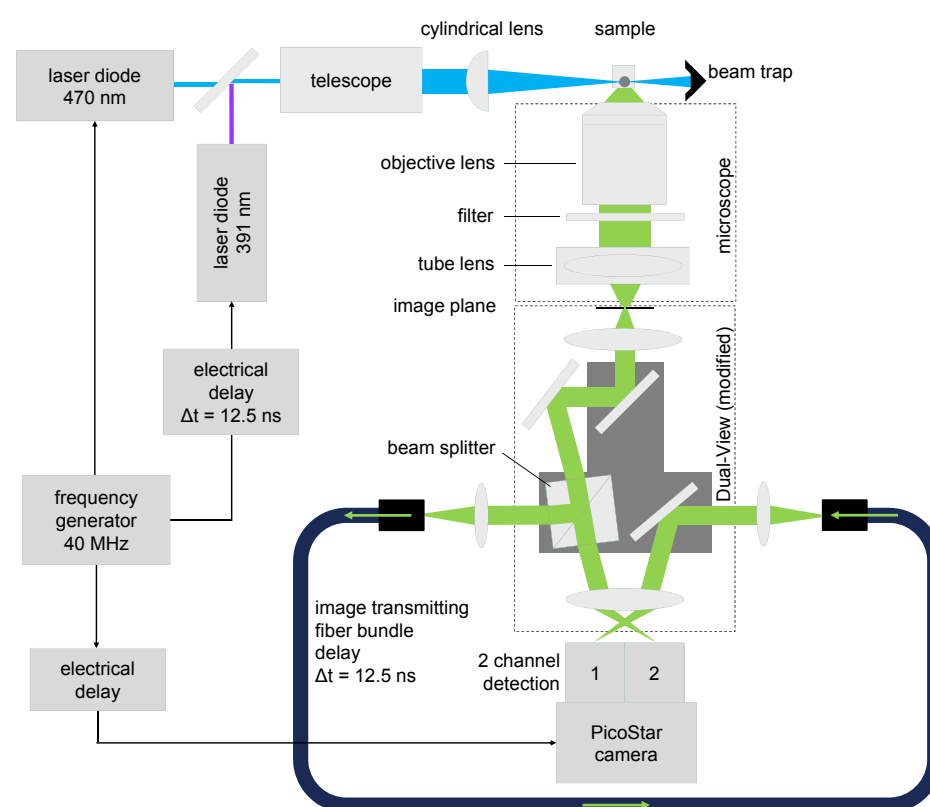 cylindrical lens
sample
laser diode
470 nm
telescope
beam trap
objective lens
laser diode
391 nm
filter
microscope
tube lens
image plane
electrical
delay
Δt = 12.5 ns
Dual-View (modified)
beam splitter
frequency
generator
40 MHz
image transmitting
fiber bundle
delay
Δt = 12.5 ns
2 channel
detection
1
2
electrical
delay
PicoStar
camera